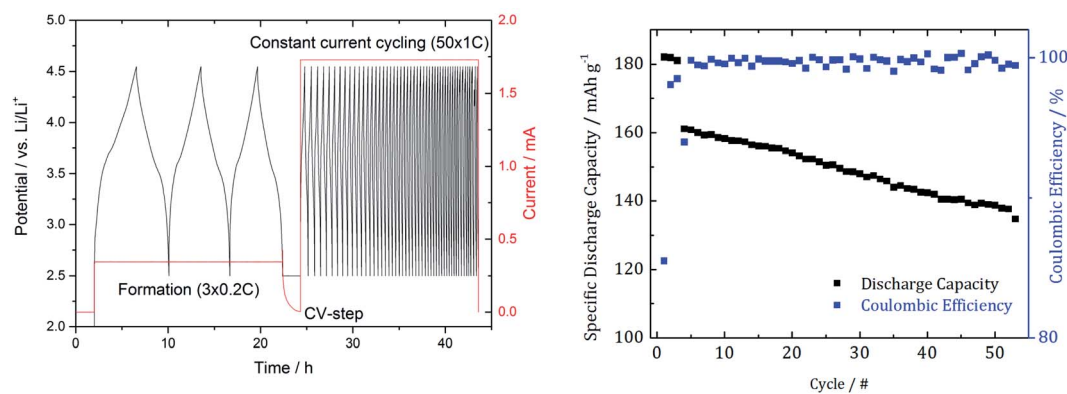 5.0
4.5
4.0
3.5
3.0
2.5
2.0
Potential / vs. Li/Li⁺
0
10
20
30
40
Time / h
2.0
1.5
1.0
0.5
0.0
Current / mA
Constant current cycling (50x1C)
Formation (3x0.2C)
CV-step
180
160
140
120
100
Specific Discharge Capacity / mAh g⁻¹
0
10
20
30
40
50
Cycle / #
100
80
Coulombic Efficiency / %
Discharge Capacity
Coulombic Efficiency